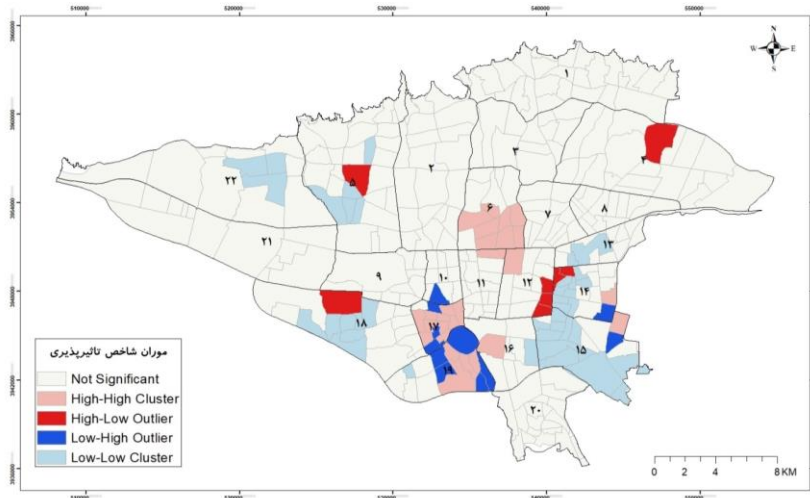 510000 520000 530000 540000 550000
N
W E
S
۱
۲
۳
۴
۵
۲۲
۶
۷
۸
۲۱
۹
۱۰
۱۱
۱۲
۱۳
۱۴
۱۸
۱۷
۱۶
۱۵
۱۹
۲۰
موران شاخص تاثیرپذیری
Not Significant
High-High Cluster
High-Low Outlier
Low-High Outlier
Low-Low Cluster
0 2 4 8 KM